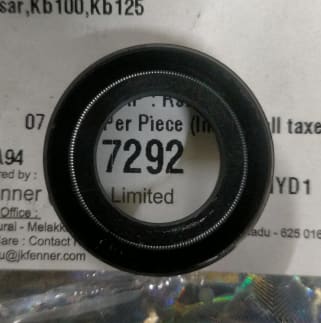 sar,Kb100,Kb125
P : Rs
07 Per Piece (In ll taxe
A94
7292
ed by :
enner Limited NYD1
Office :
ural - Melakk adu - 625 016
are : Contact
u@jkfenner